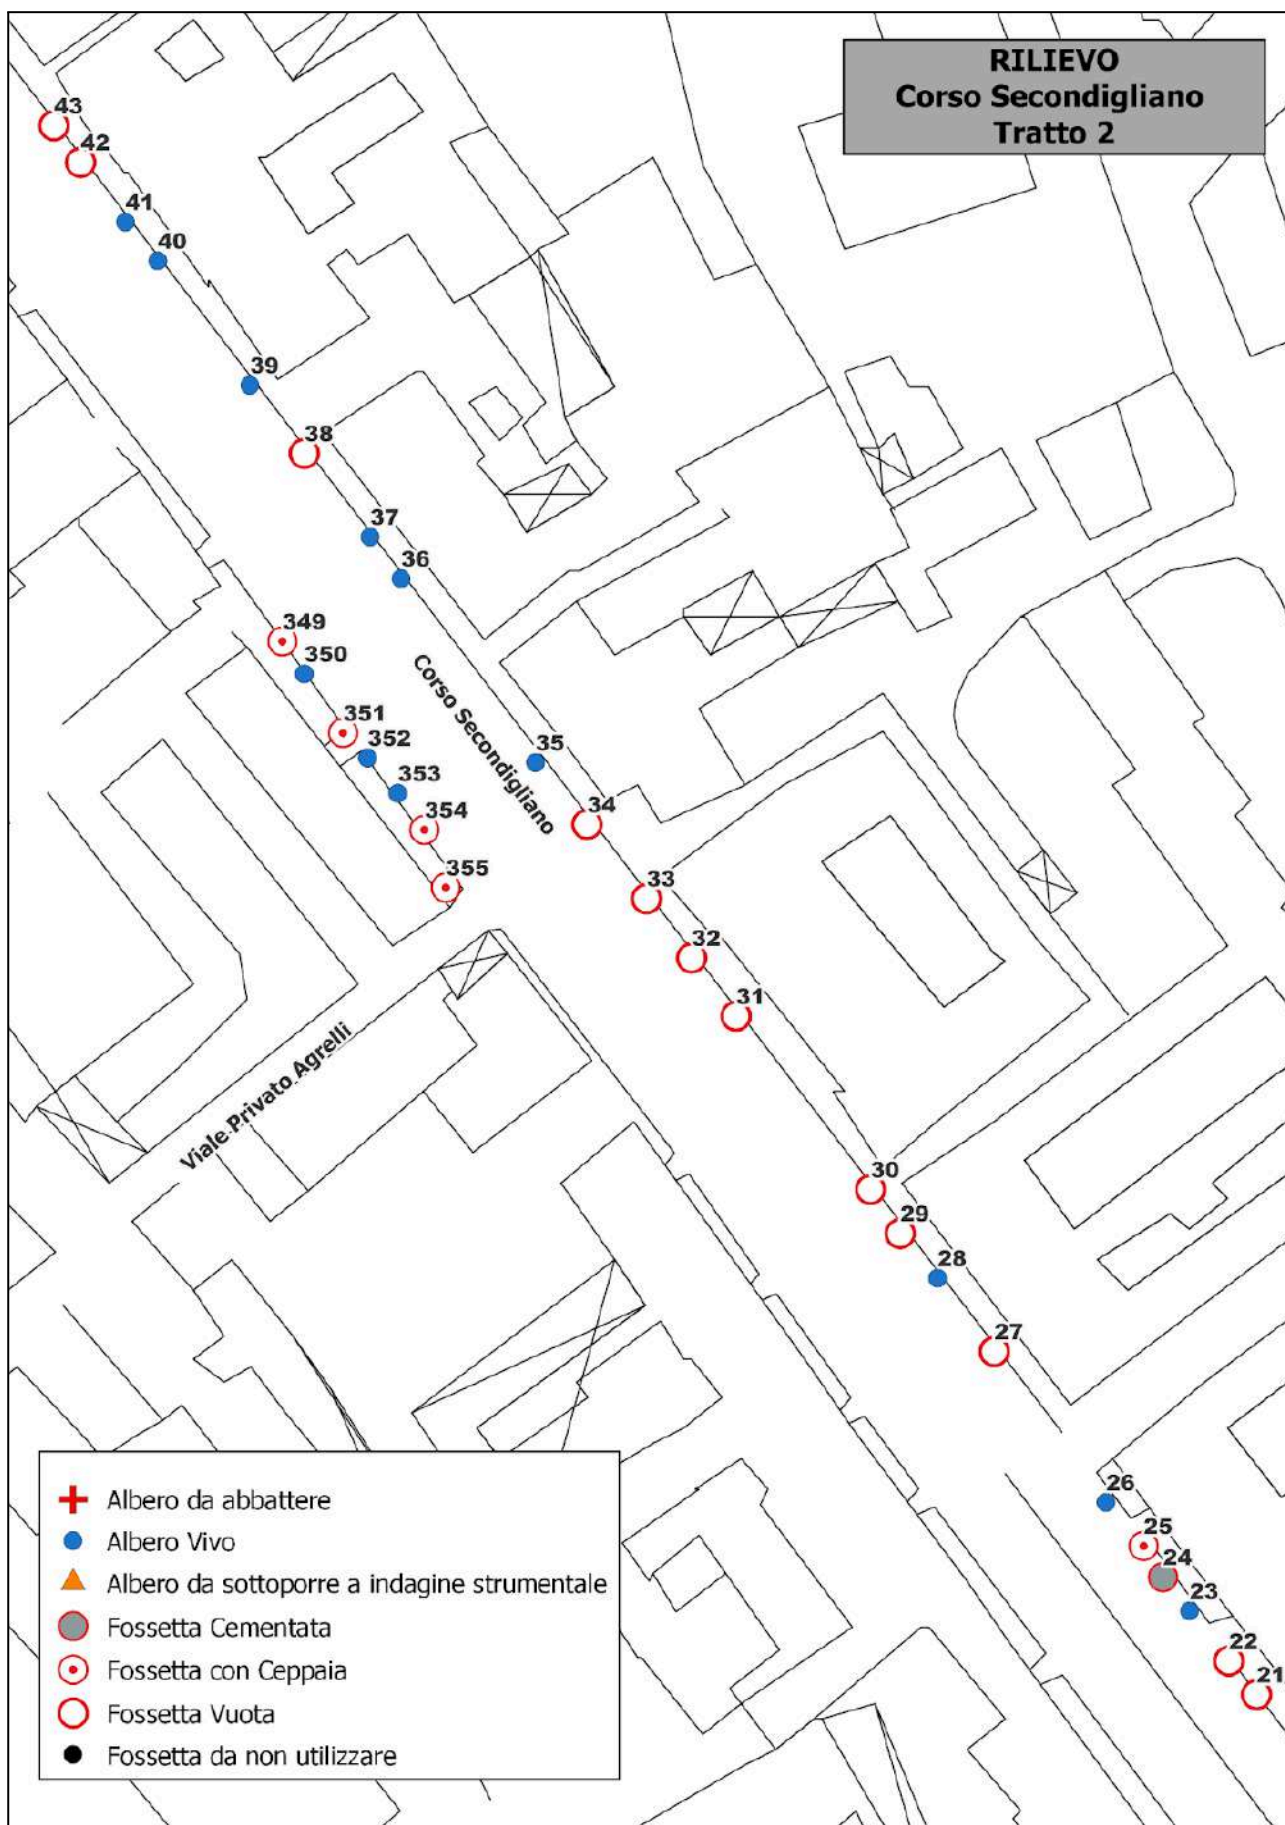 RILIEVO
Corso Secondigliano
Tratto 2
43
42
41
40
39
38
37
36
349
350
351
352
353
354
355
Corso Secondigliano
35
34
33
32
31
Viale Privato Agrelli
30
29
28
27
26
25
24
23
22
21
Albero da abbattere
Albero Vivo
Albero da sottoporre a indagine strumentale
Fossetta Cementata
Fossetta con Ceppaia
Fossetta Vuota
Fossetta da non utilizzare